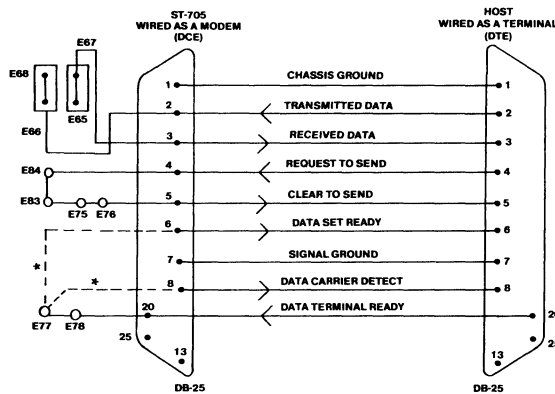 ST-705
WIRED AS A MODEM
(DCE)
HOST
WIRED AS A TERMINAL
(DTE)
E67
E68
E65
E66
1 CHASSIS GROUND 1
2 TRANSMITTED DATA 2
3 RECEIVED DATA 3
E84 4 REQUEST TO SEND 4
E83 E75 E76 5 CLEAR TO SEND 5
6 DATA SET READY 6
7 SIGNAL GROUND 7
* *
8 DATA CARRIER DETECT 8
E77 E78 20 DATA TERMINAL READY 20
25 25
13 13
DB-25 DB-25